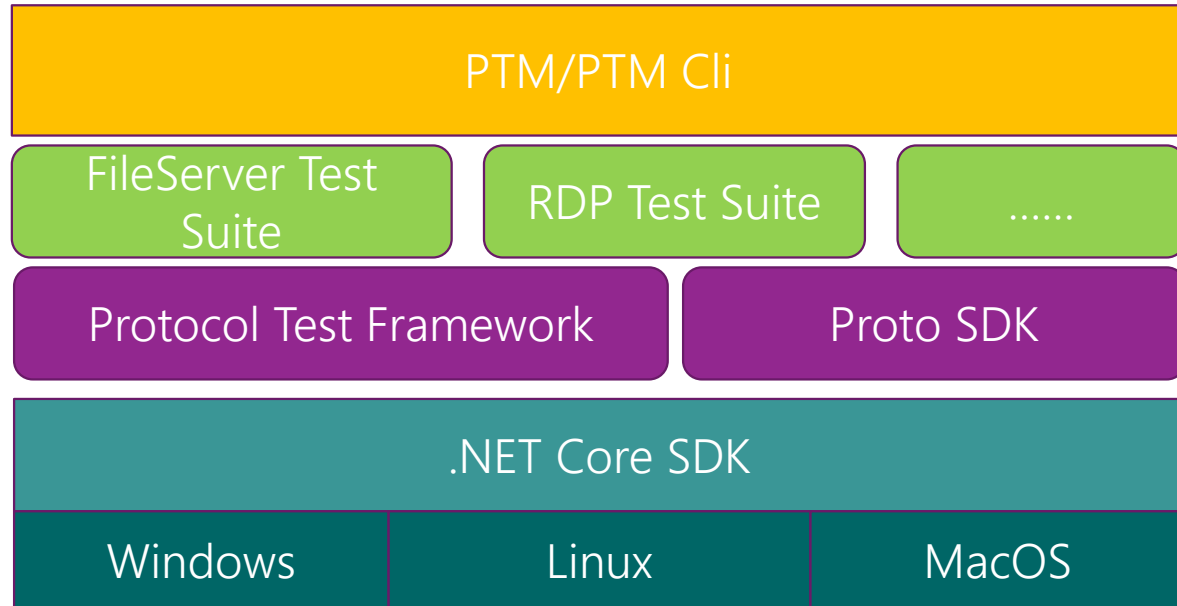 PTM/PTM Cli
FileServer Test
Suite
RDP Test Suite
......
Protocol Test Framework
Proto SDK
.NET Core SDK
Windows
Linux
MacOS